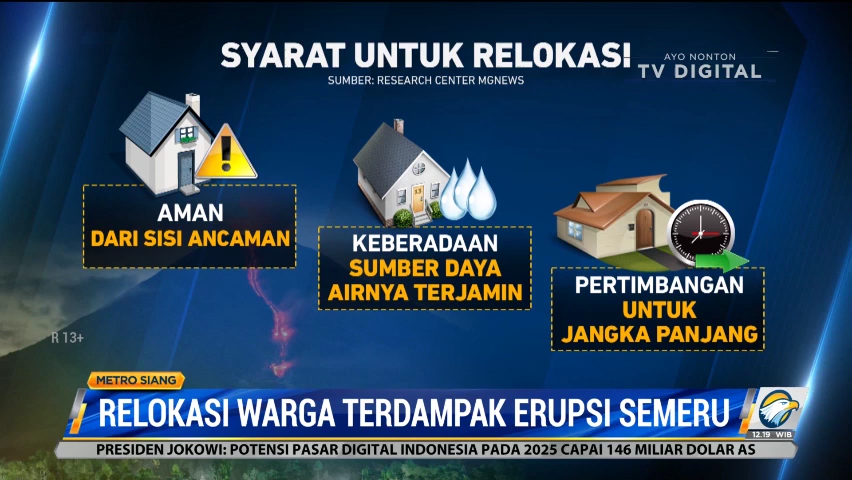 SYARAT UNTUK RELOKASI
SUMBER: RESEARCH CENTER MGNEWS
AYO NONTON
TV DIGITAL
AMAN
DARI SISI ANCAMAN
KEBERADAAN
SUMBER DAYA
AIRNYA TERJAMIN
PERTIMBANGAN
UNTUK
JANGKA PANJANG
R 13+
METRO SIANG
RELOKASI WARGA TERDAMPAK ERUPSI SEMERU
12.19 WIB
PRESIDEN JOKOWI: POTENSI PASAR DIGITAL INDONESIA PADA 2025 CAPAI 146 MILIAR DOLAR AS